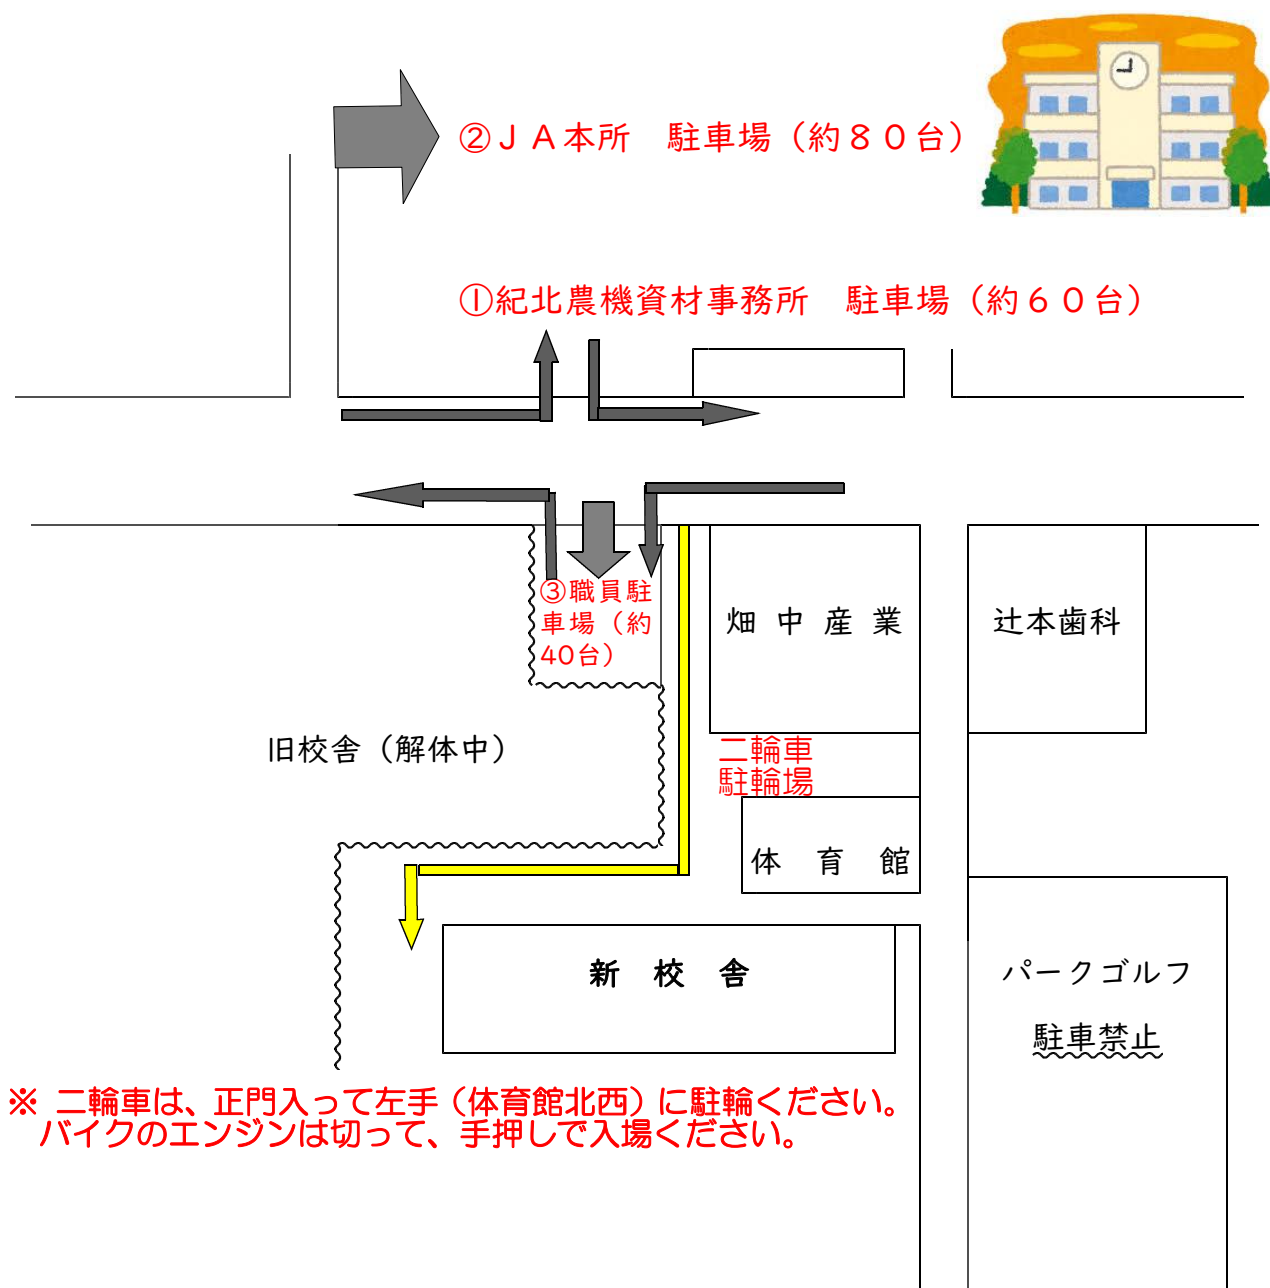 ②ＪＡ本所　駐車場（約８０台）
①紀北農機資材事務所　駐車場（約６０台）
③職員駐
車場（約
40台）
畑中産業
辻本歯科
旧校舎（解体中）
二輪車
駐輪場
体育館
新校舎
パークゴルフ
駐車禁止
※ 二輪車は、正門入って左手（体育館北西）に駐輪ください。
バイクのエンジンは切って、手押しで入場ください。